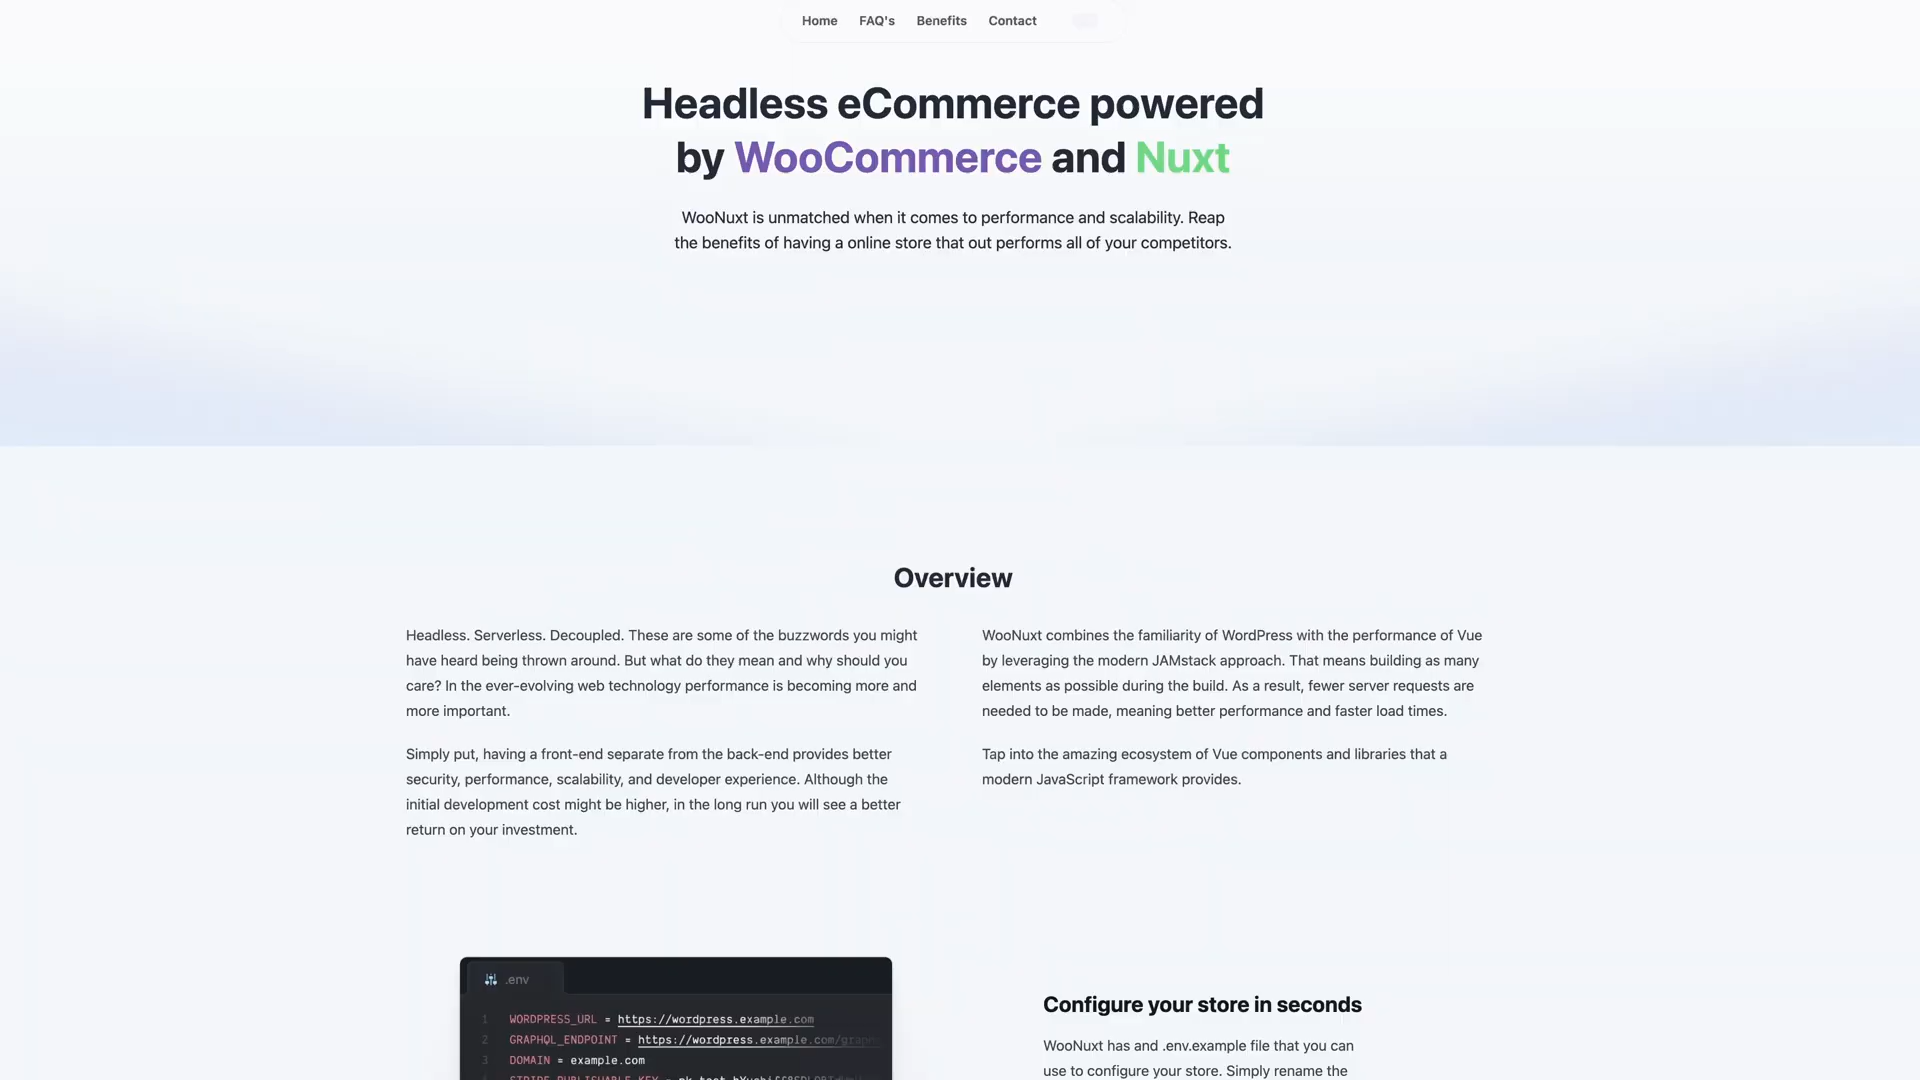 Home FAQ's Benefits Contact
Headless eCommerce powered
by WooCommerce and Nuxt
WooNuxt is unmatched when it comes to performance and scalability. Reap
the benefits of having a online store that out performs all of your competitors.
Overview
Headless. Serverless. Decoupled. These are some of the buzzwords you might
have heard being thrown around. But what do they mean and why should you
care? In the ever-evolving web technology performance is becoming more and
more important.
Simply put, having a front-end separate from the back-end provides better
security, performance, scalability, and developer experience. Although the
initial development cost might be higher, in the long run you will see a better
return on your investment.
WooNuxt combines the familiarity of WordPress with the performance of Vue
by leveraging the modern JAMstack approach. That means building as many
elements as possible during the build. As a result, fewer server requests are
needed to be made, meaning better performance and faster load times.
Tap into the amazing ecosystem of Vue components and libraries that a
modern JavaScript framework provides.
.env
1 WORDPRESS_URL = https://wordpress.example.com
2 GRAPHQL_ENDPOINT = https://wordpress.example.com/
3 DOMAIN = example.com
Configure your store in seconds
WooNuxt has and .env.example file that you can
use to configure your store. Simply rename the